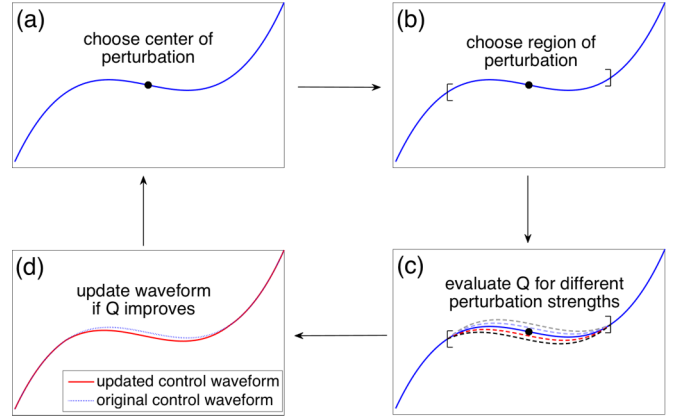 (a)
choose center of
perturbation
(b)
choose region of
perturbation
(d)
update waveform
if Q improves
updated control waveform
original control waveform
(c)
evaluate Q for different
perturbation strengths